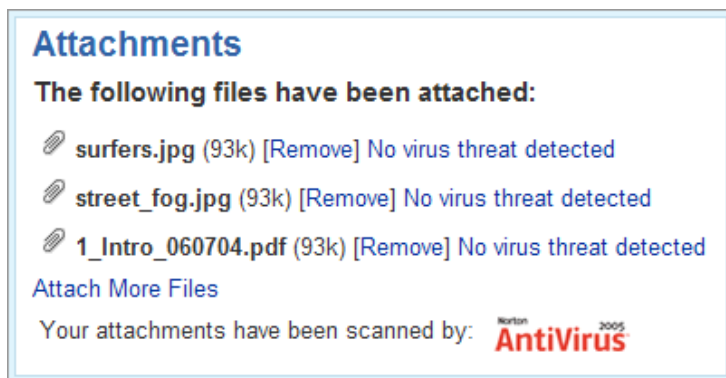 Attachments
The following files have been attached:
surfers.jpg (93k) [Remove] No virus threat detected
street_fog.jpg (93k) [Remove] No virus threat detected
1_Intro_060704.pdf (93k) [Remove] No virus threat detected
Attach More Files
Your attachments have been scanned by: Norton AntiVirus 2005